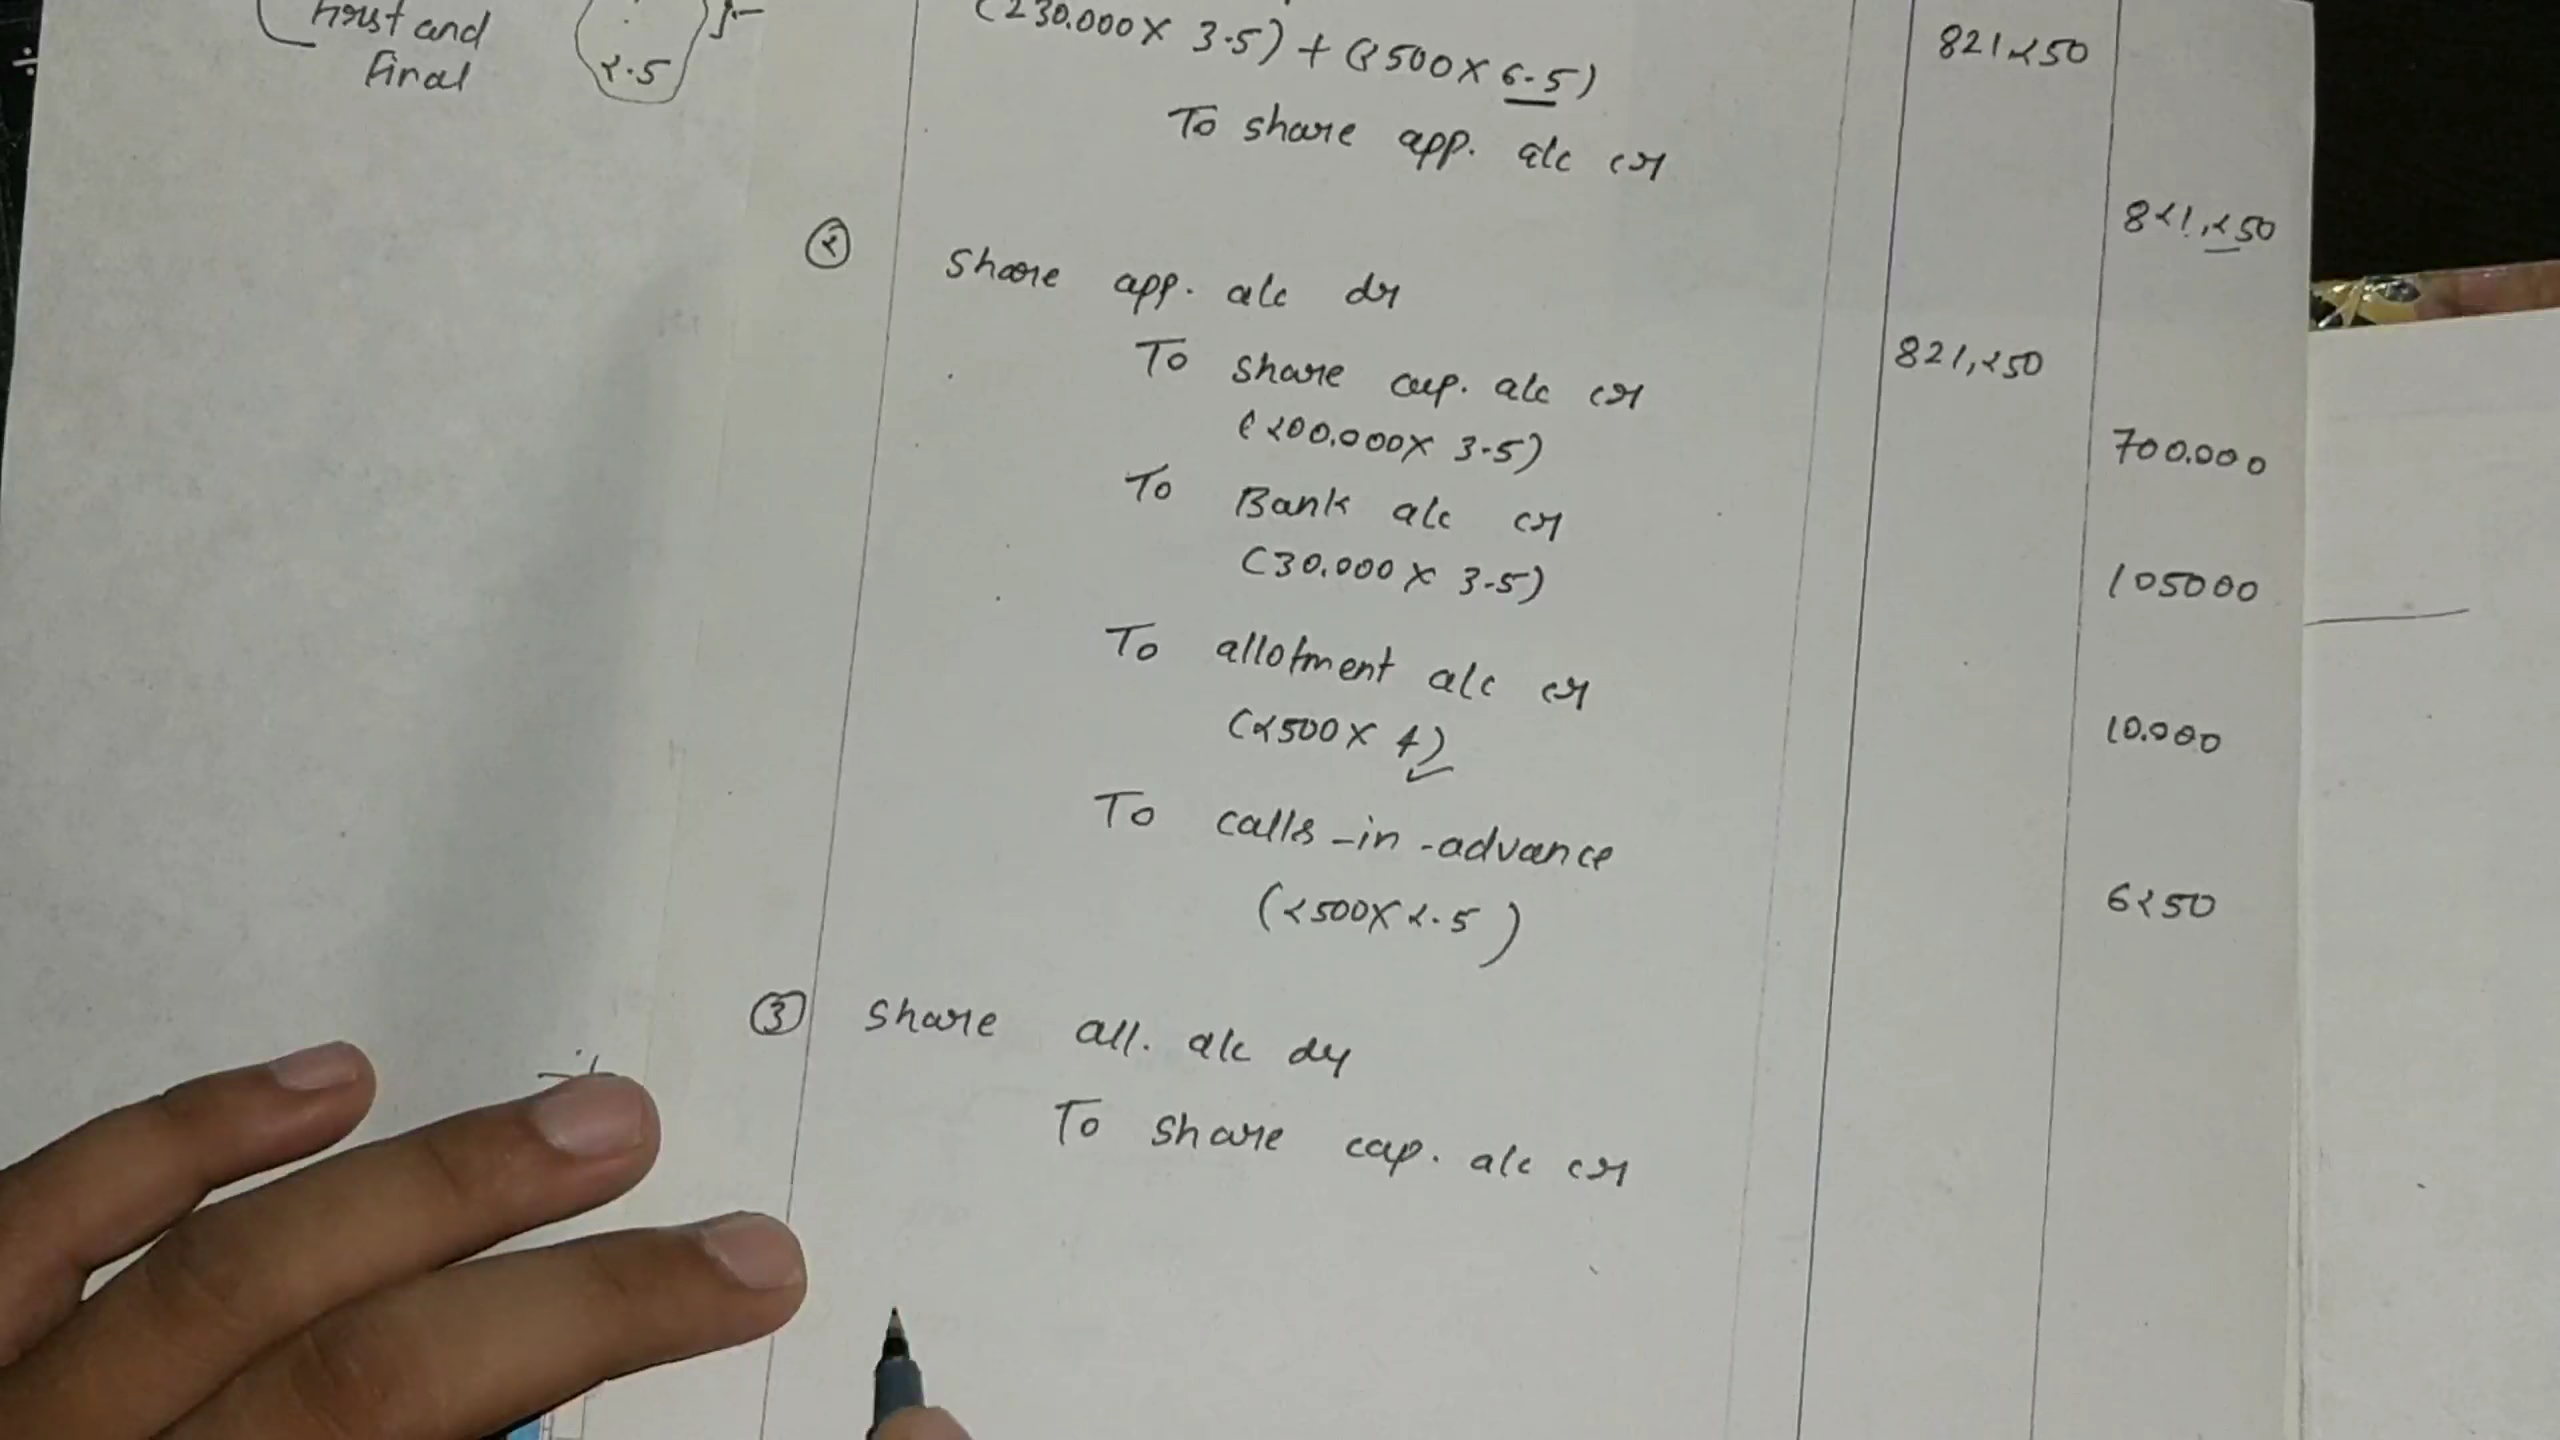 first and
final
2.5
(230.000 X 3.5) + (2500 X 6.5)
821250
To share app. a/c cr
821,250
②
share app. a/c dr
821,250
To share cap. a/c cr
(200.000 X 3.5)
700.000
To Bank a/c cr
(30.000 X 3.5)
105000
To allotment a/c cr
(2500 X 4)
10.000
To calls-in-advance
(2500 X 2.5)
6250
③ share all. a/c dr
To share cap. a/c cr